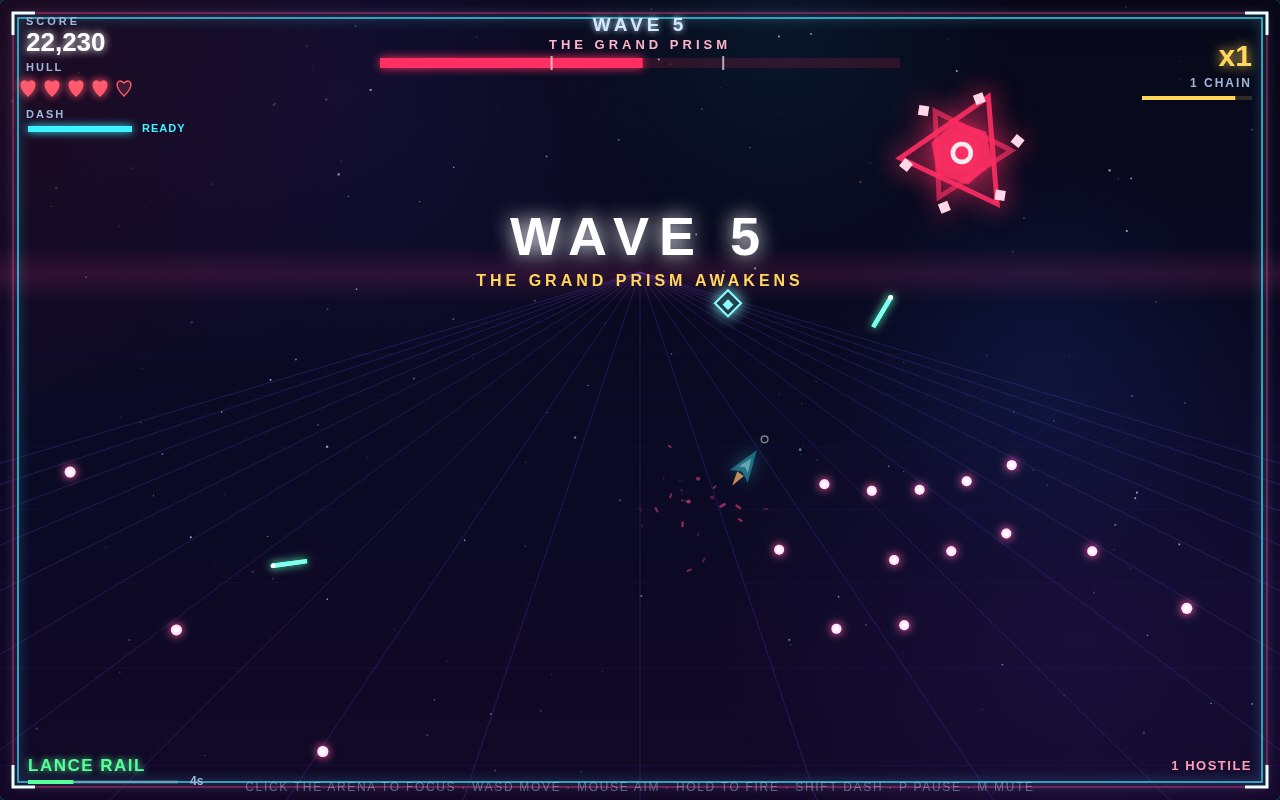 SCORE
22,230
HULL
DASH
READY
WAVE 5
THE GRAND PRISM
x1
1 CHAIN
WAVE 5
THE GRAND PRISM AWAKENS
LANCE RAIL
4s
CLICK THE ARENA TO FOCUS · WASD MOVE · MOUSE AIM · HOLD TO FIRE · SHIFT DASH · P PAUSE · M MUTE
1 HOSTILE